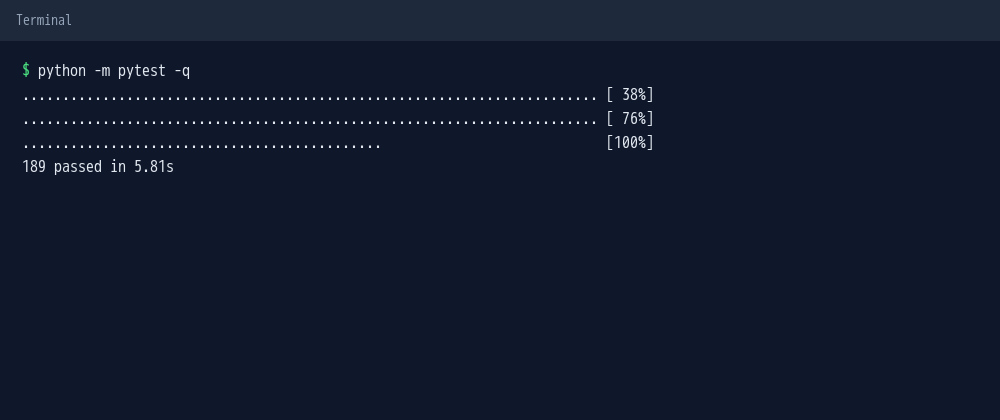 Terminal
$ python -m pytest -q
........................................................................ [ 38%]
........................................................................ [ 76%]
.............................................                            [100%]
189 passed in 5.81s